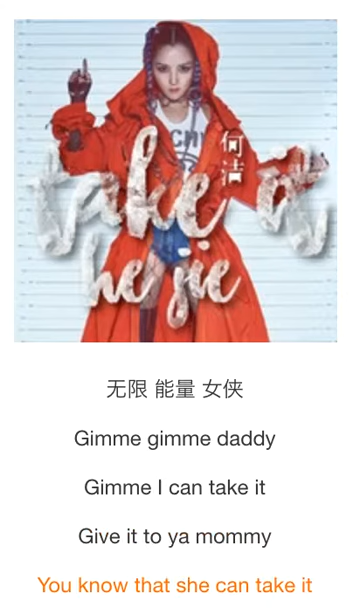 何洁
take it
he jie
无限 能量 女侠
Gimme gimme daddy
Gimme I can take it
Give it to ya mommy
You know that she can take it